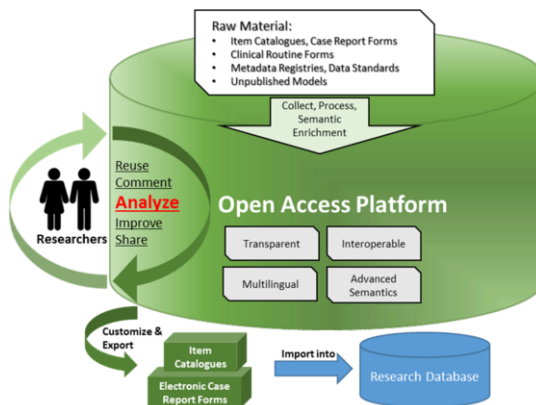 Raw Material:
• Item Catalogues, Case Report Forms
• Clinical Routine Forms
• Metadata Registries, Data Standards
• Unpublished Models
Collect, Process,
Semantic
Enrichment
Reuse
Comment
Analyze
Improve
Share
Researchers
Open Access Platform
Transparent
Interoperable
Multilingual
Advanced
Semantics
Customize &
Export
Item
Catalogues
Electronic Case
Report Forms
Import into
Research Database